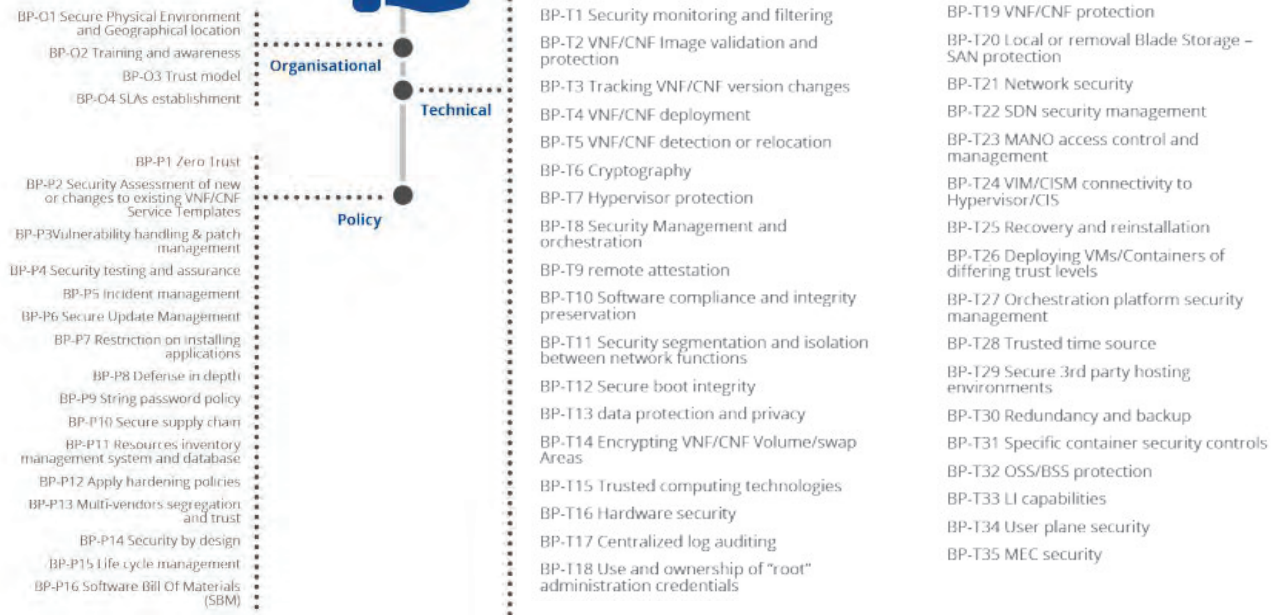 BP-O1 Secure Physical Environment
and Geographical location
BP-O2 Training and awareness
BP-O3 Trust model
BP-O4 SLAs establishment
Organisational
Technical
BP-P1 Zero Trust
BP-P2 Security Assessment of new
or changes to existing VNF/CNF
Service Templates
BP-P3Vulnerability handling & patch
management
BP-P4 Security testing and assurance
BP-P5 Incident management
BP-P6 Secure Update Management
BP-P7 Restriction on installing
applications
BP-P8 Defense in depth
BP-P9 String password policy
BP-P10 Secure supply chain
BP-P11 Resources inventory
management system and database
BP-P12 Apply hardening policies
BP-P13 Multi-vendors segregation
and trust
BP-P14 Security by design
BP-P15 Life cycle management
BP-P16 Software Bill Of Materials
(SBM)
Policy
BP-T1 Security monitoring and filtering
BP-T2 VNF/CNF Image validation and
protection
BP-T3 Tracking VNF/CNF version changes
BP-T4 VNF/CNF deployment
BP-T5 VNF/CNF detection or relocation
BP-T6 Cryptography
BP-T7 Hypervisor protection
BP-T8 Security Management and
orchestration
BP-T9 remote attestation
BP-T10 Software compliance and integrity
preservation
BP-T11 Security segmentation and isolation
between network functions
BP-T12 Secure boot integrity
BP-T13 data protection and privacy
BP-T14 Encrypting VNF/CNF Volume/swap
Areas
BP-T15 Trusted computing technologies
BP-T16 Hardware security
BP-T17 Centralized log auditing
BP-T18 Use and ownership of "root"
administration credentials
BP-T19 VNF/CNF protection
BP-T20 Local or removal Blade Storage –
SAN protection
BP-T21 Network security
BP-T22 SDN security management
BP-T23 MANO access control and
management
BP-T24 VIM/CISM connectivity to
Hypervisor/CIS
BP-T25 Recovery and reinstallation
BP-T26 Deploying VMs/Containers of
differing trust levels
BP-T27 Orchestration platform security
management
BP-T28 Trusted time source
BP-T29 Secure 3rd party hosting
environments
BP-T30 Redundancy and backup
BP-T31 Specific container security controls
BP-T32 OSS/BSS protection
BP-T33 LI capabilities
BP-T34 User plane security
BP-T35 MEC security